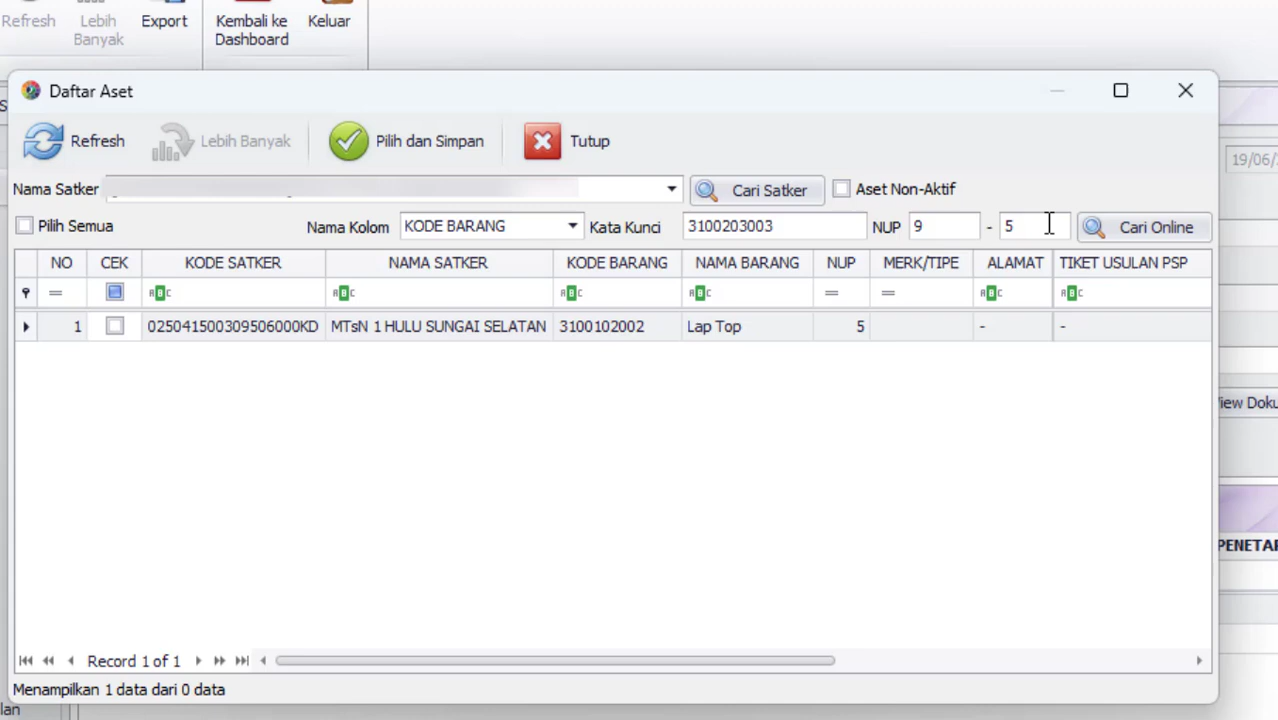 Refresh
Lebih Banyak
Export
Kembali ke Dashboard
Keluar
Daftar Aset
Refresh
Lebih Banyak
Pilih dan Simpan
Tutup
Nama Satker
Cari Satker
Aset Non-Aktif
19/06/
Pilih Semua
Nama Kolom
KODE BARANG
Kata Kunci
3100203003
NUP
9
-
5
Cari Online
NO CEK KODE SATKER NAMA SATKER KODE BARANG NAMA BARANG NUP MERK/TIPE ALAMAT TIKET USULAN PSP
1 025041500309506000KD MTsN 1 HULU SUNGAI SELATAN 3100102002 Lap Top 5 - -
iew Doku
PENETAP
Record 1 of 1
Menampilkan 1 data dari 0 data
lan